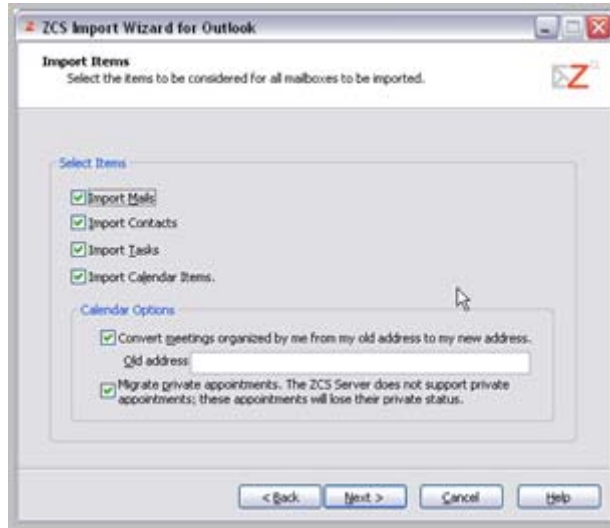 ZCS Import Wizard for Outlook
Import Items
Select the items to be considered for all mailboxes to be imported.
Select Items
Import Mails
Import Contacts
Import Tasks
Import Calendar Items.
Calendar Options
Convert meetings organized by me from my old address to my new address.
Old address
Migrate private appointments. The ZCS Server does not support private
appointments; these appointments will lose their private status.
< Back Next > Cancel Help